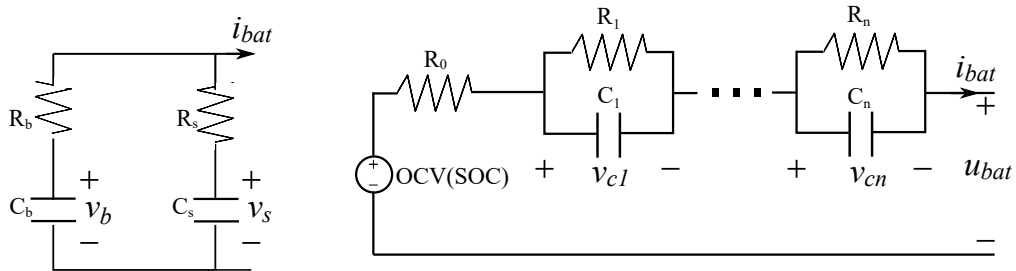 i_bat
R_b
R_s
+
+
C_b
v_b
C_s
v_s
−
−
R_1
R_n
R_0
i_bat
C_1
C_n
+
+
−
OCV(SOC)
+
v_c1
−
+
v_cn
−
u_bat
−